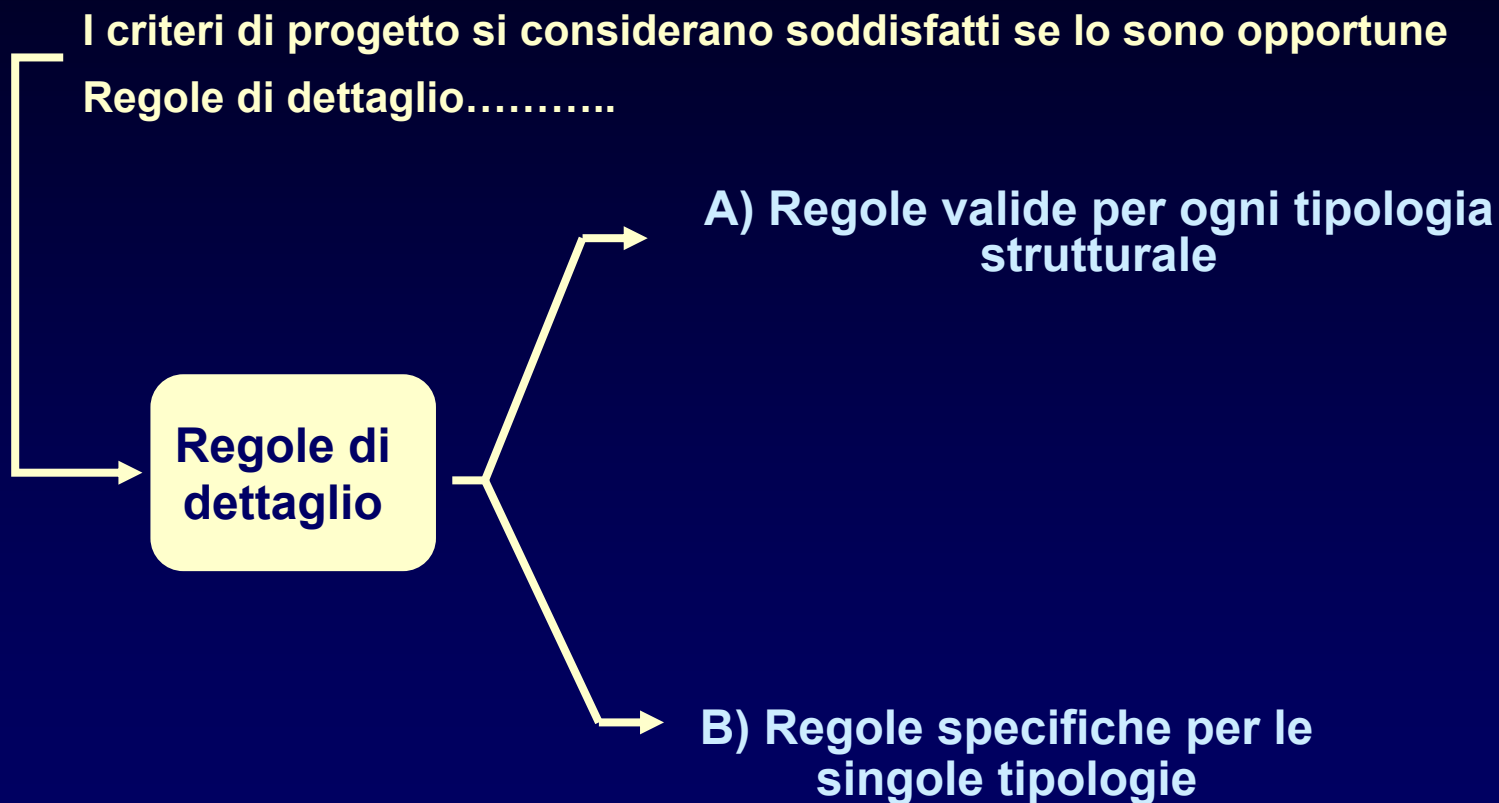 I criteri di progetto si considerano soddisfatti se lo sono opportune
Regole di dettaglio………..
A) Regole valide per ogni tipologia
strutturale
Regole di
dettaglio
B) Regole specifiche per le
singole tipologie